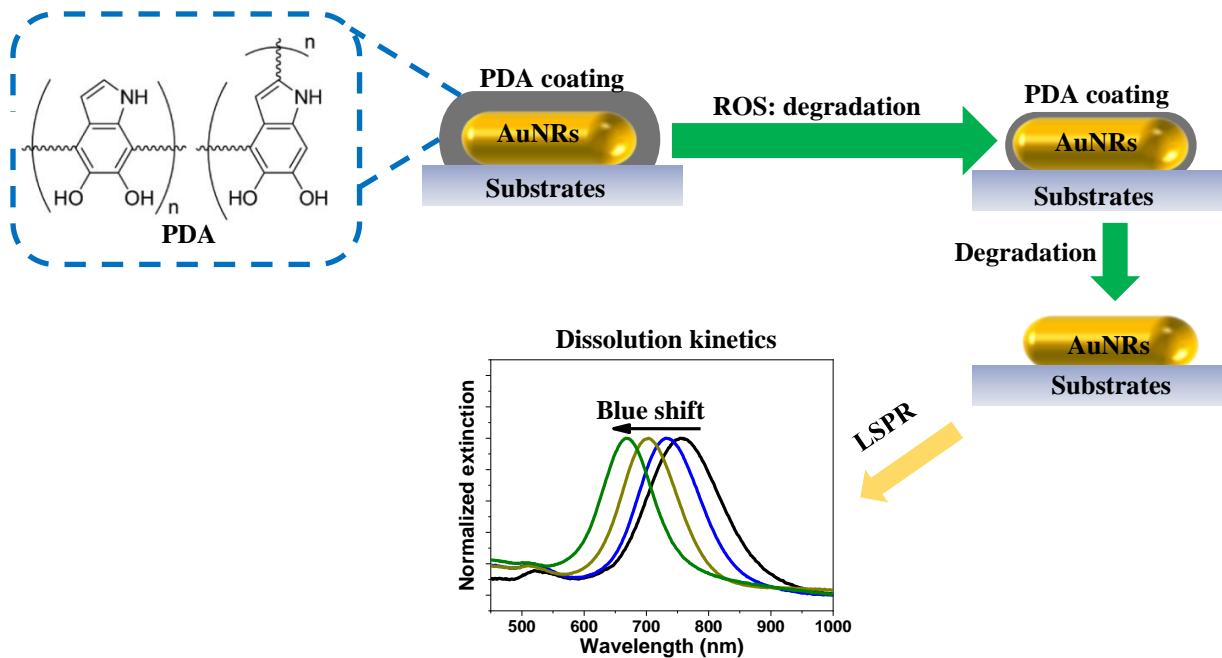 n
NH
NH
HO
OH
n
HO
OH
PDA
PDA coating
AuNRs
Substrates
ROS: degradation
PDA coating
AuNRs
Substrates
Degradation
AuNRs
Substrates
LSPR
Dissolution kinetics
Blue shift
Normalized extinction
500 600 700 800 900 1000
Wavelength (nm)